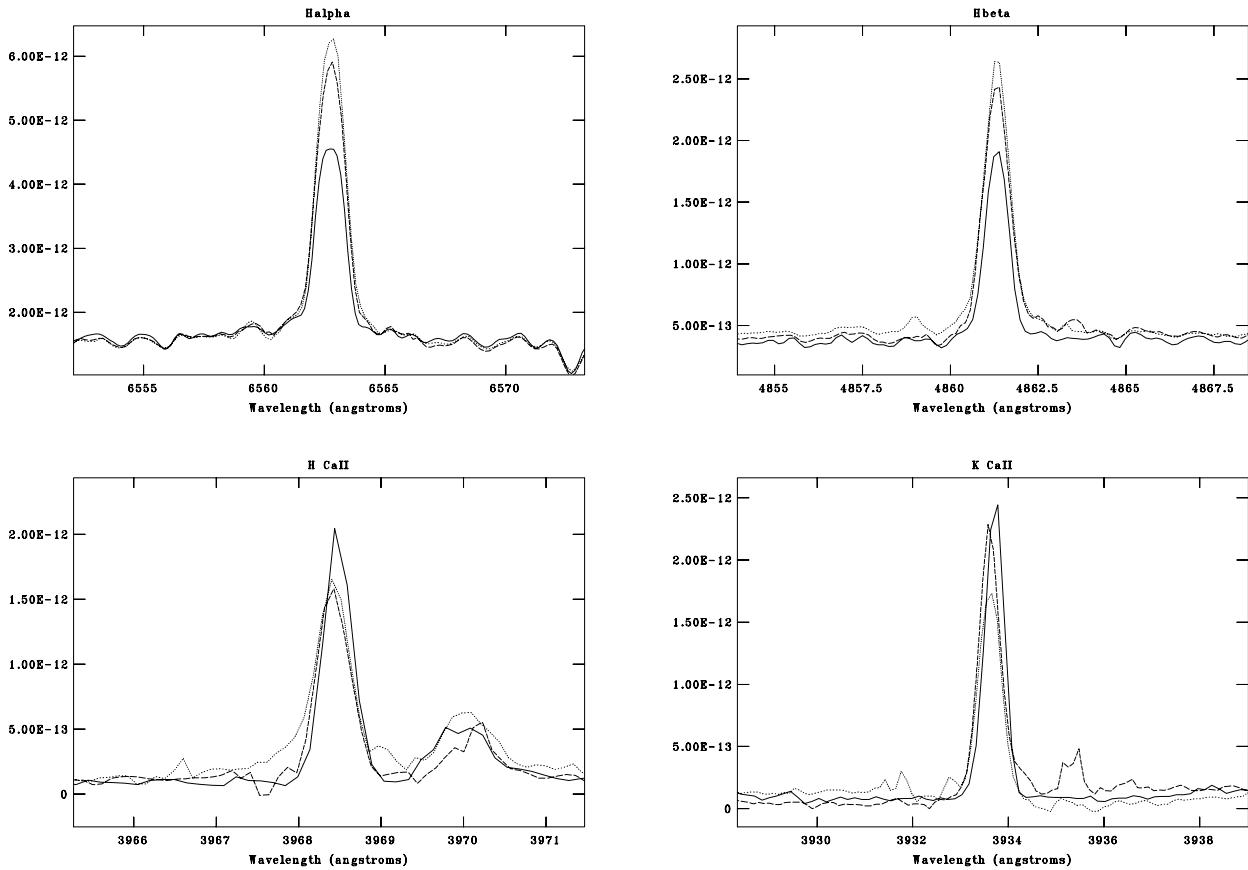 Halpha
6.00E-12
5.00E-12
4.00E-12
3.00E-12
2.00E-12
6555
6560
6565
6570
Wavelength (angstroms)
Hbeta
2.50E-12
2.00E-12
1.50E-12
1.00E-12
5.00E-13
4855
4857.5
4860
4861.3
4862.5
4865
4867.5
Wavelength (angstroms)
H CaII
2.00E-12
1.50E-12
1.00E-12
5.00E-13
0
3966
3967
3968
3969
3970
3971
Wavelength (angstroms)
K CaII
2.50E-12
2.00E-12
1.50E-12
1.00E-12
5.00E-13
0
3930
3932
3934
3936
3938
Wavelength (angstroms)